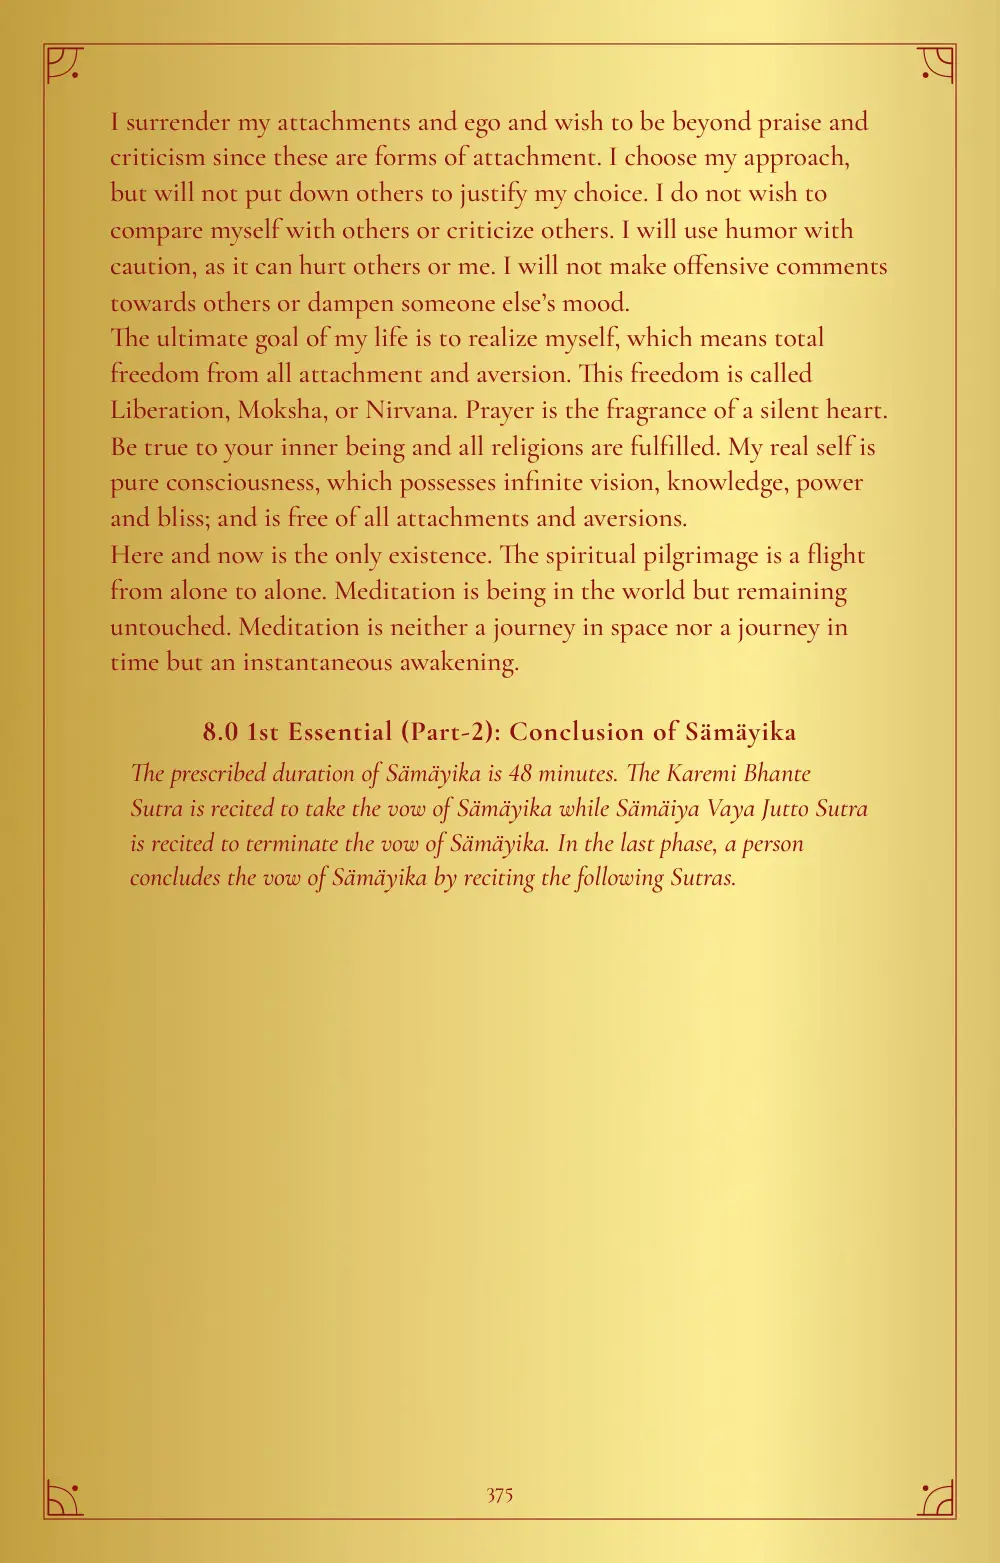 I surrender my attachments and ego and wish to be beyond praise and
criticism since these are forms of attachment. I choose my approach,
but will not put down others to justify my choice. I do not wish to
compare myself with others or criticize others. I will use humor with
caution, as it can hurt others or me. I will not make offensive comments
towards others or dampen someone else’s mood.
The ultimate goal of my life is to realize myself, which means total
freedom from all attachment and aversion. This freedom is called
Liberation, Moksha, or Nirvana. Prayer is the fragrance of a silent heart.
Be true to your inner being and all religions are fulfilled. My real self is
pure consciousness, which possesses infinite vision, knowledge, power
and bliss; and is free of all attachments and aversions.
Here and now is the only existence. The spiritual pilgrimage is a flight
from alone to alone. Meditation is being in the world but remaining
untouched. Meditation is neither a journey in space nor a journey in
time but an instantaneous awakening.
8.0 1st Essential (Part-2): Conclusion of Sämäyika
The prescribed duration of Sämäyika is 48 minutes. The Karemi Bhante
Sutra is recited to take the vow of Sämäyika while Sämäiya Vaya Jutto Sutra
is recited to terminate the vow of Sämäyika. In the last phase, a person
concludes the vow of Sämäyika by reciting the following Sutras.
375